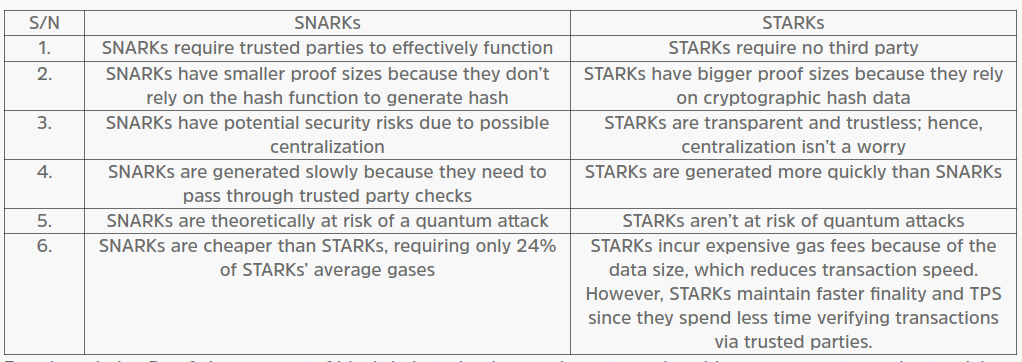 S/N SNARKs STARKs
1. SNARKs require trusted parties to effectively function STARKs require no third party
2. SNARKs have smaller proof sizes because they don't STARKs have bigger proof sizes because they rely
rely on the hash function to generate hash on cryptographic hash data
3. SNARKs have potential security risks due to possible STARKs are transparent and trustless; hence,
centralization centralization isn't a worry
4. SNARKs are generated slowly because they need to STARKs are generated more quickly than SNARKs
pass through trusted party checks
5. SNARKs are theoretically at risk of a quantum attack STARKs aren't at risk of quantum attacks
6. SNARKs are cheaper than STARKs, requiring only 24% STARKs incur expensive gas fees because of the
of STARKs' average gases data size, which reduces transaction speed.
However, STARKs maintain faster finality and TPS
since they spend less time verifying transactions
via trusted parties.